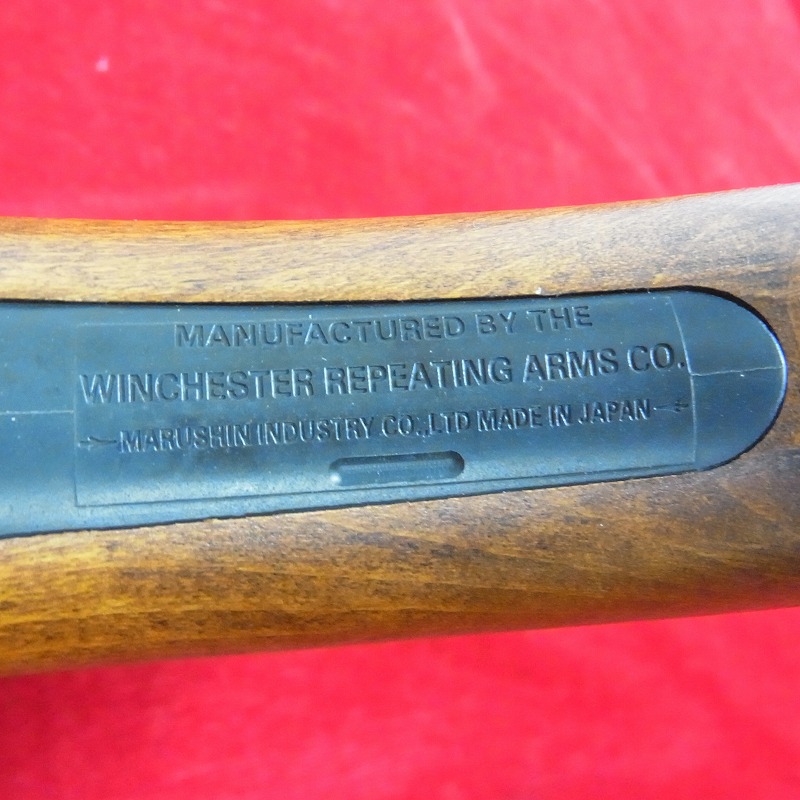 MANUFACTURED BY THE
WINCHESTER REPEATING ARMS CO.
MARUSHIN INDUSTRY CO.,LTD MADE IN JAPAN